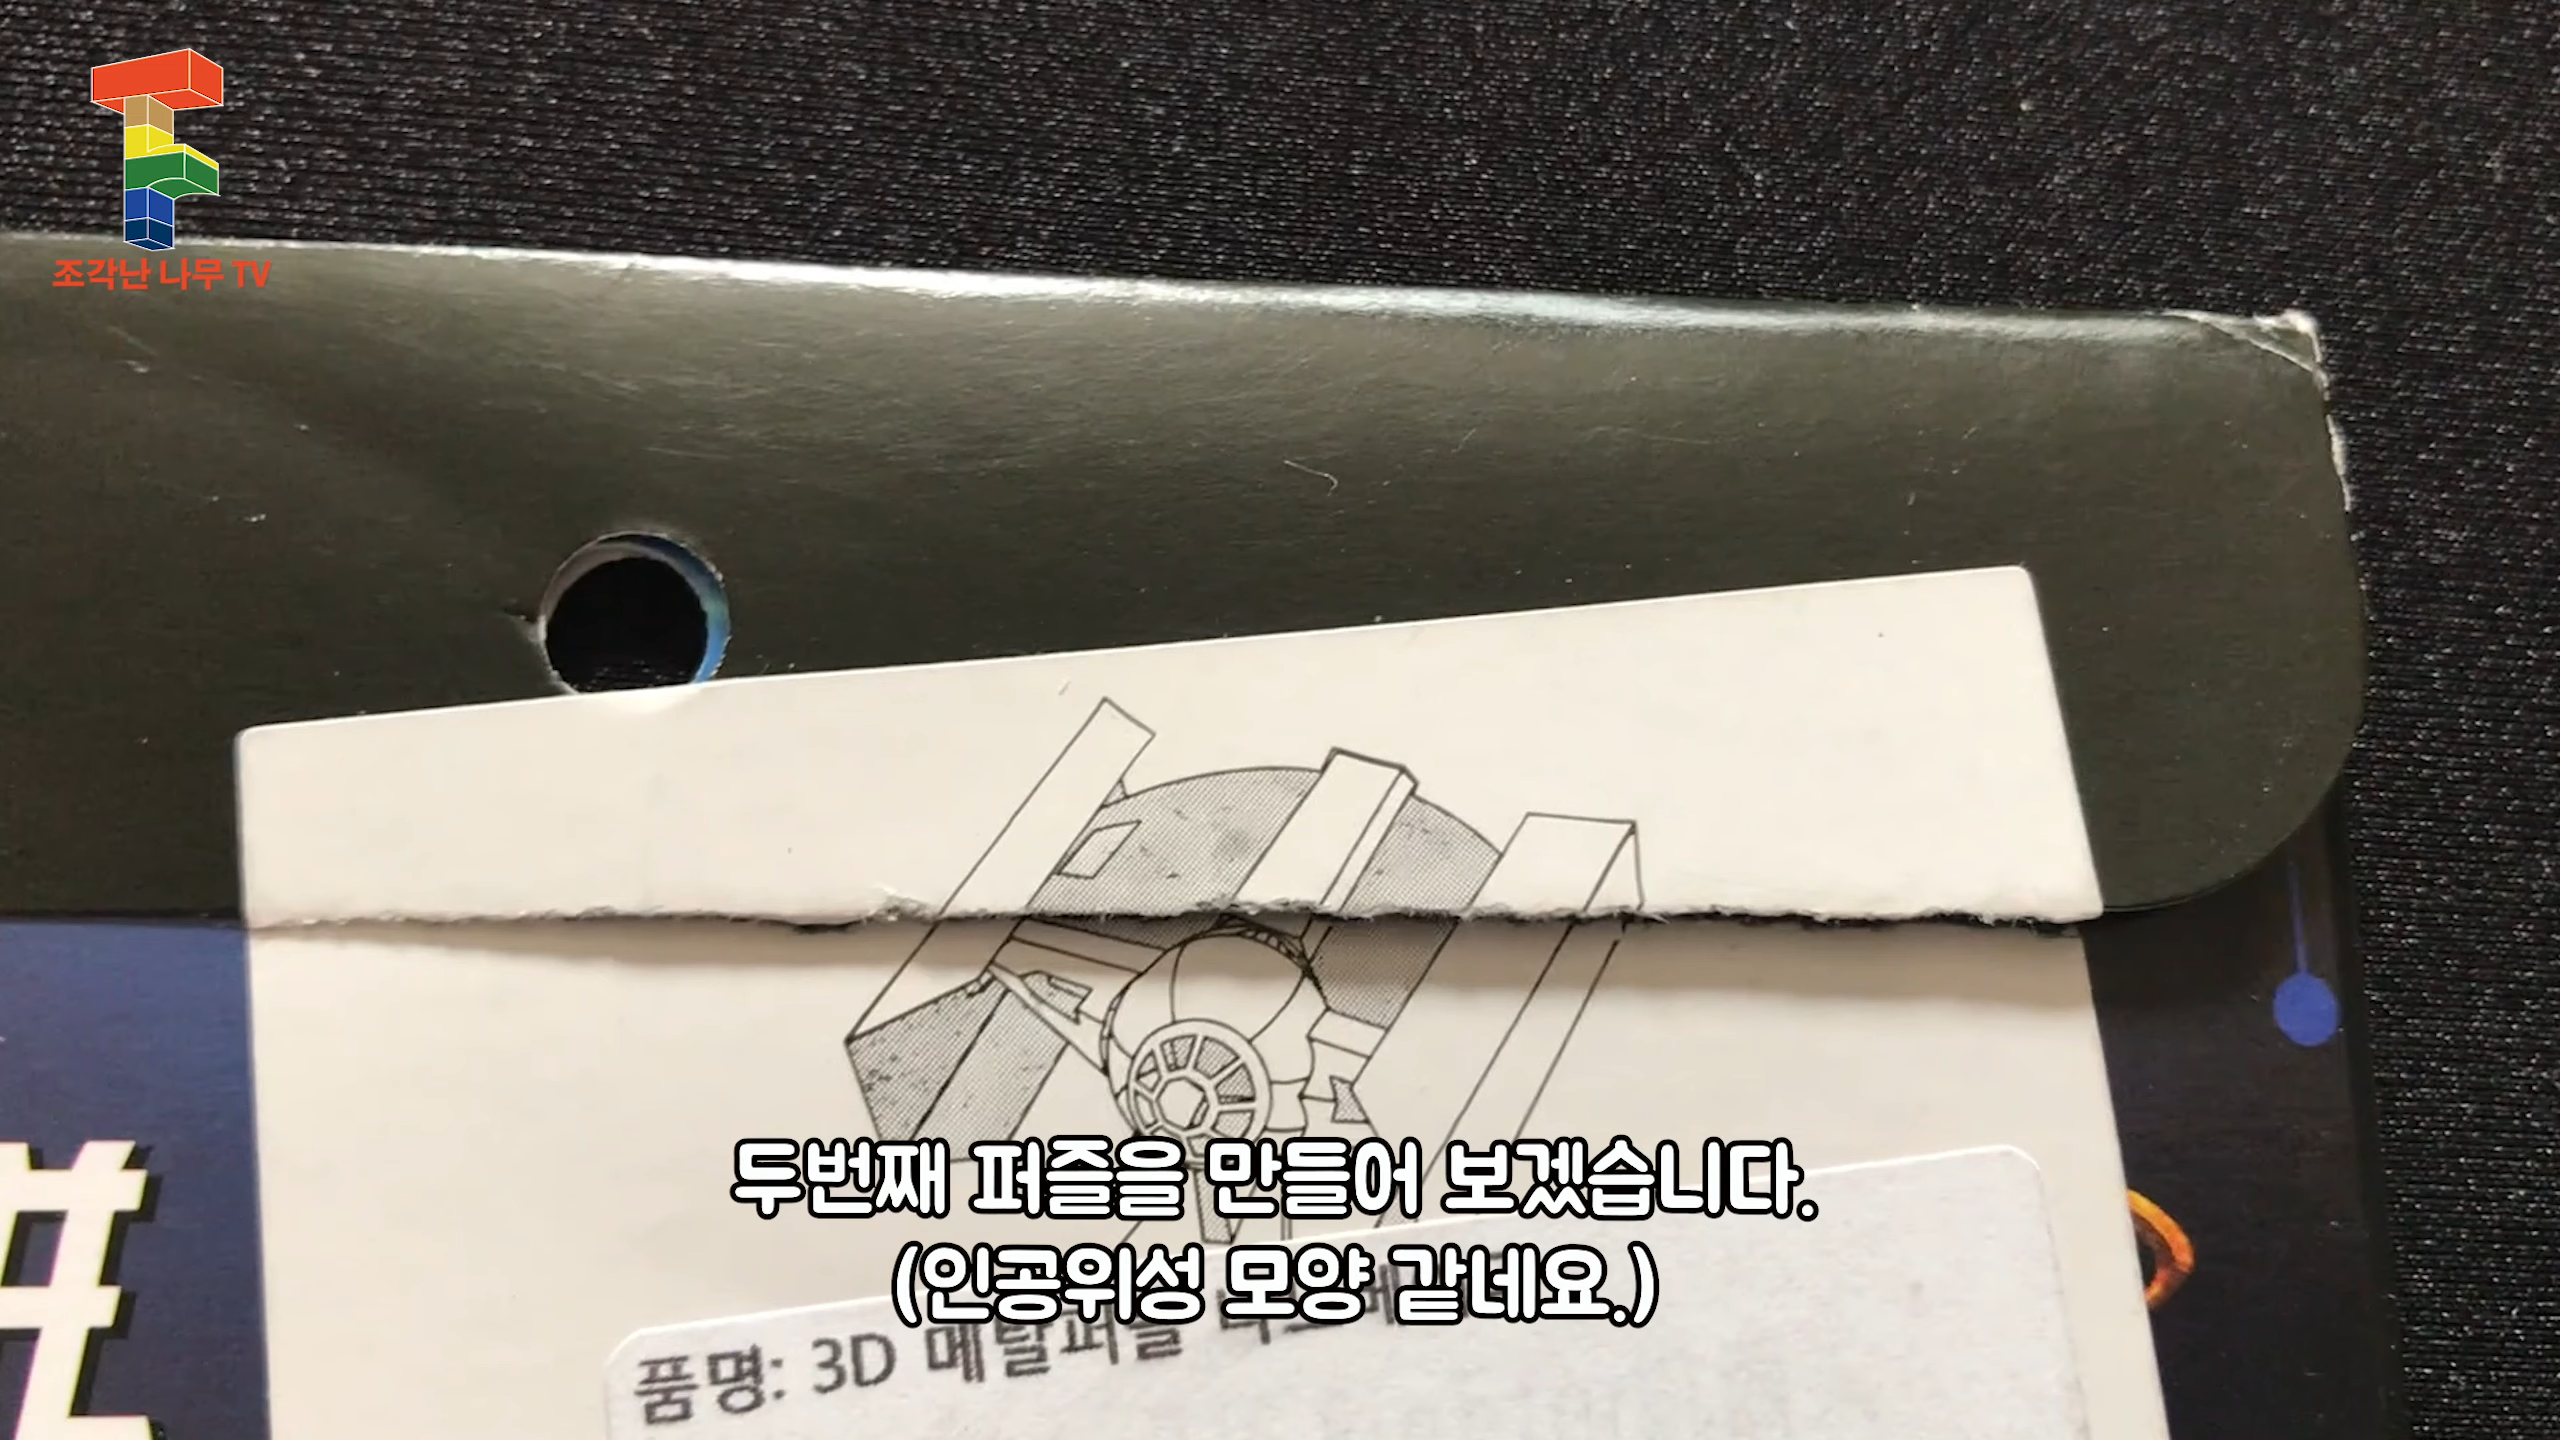 조각난 나무 TV
두번째 퍼즐을 만들어 보겠습니다.
(인공위성 모양 같네요.)
품명: 3D 메탈퍼즐